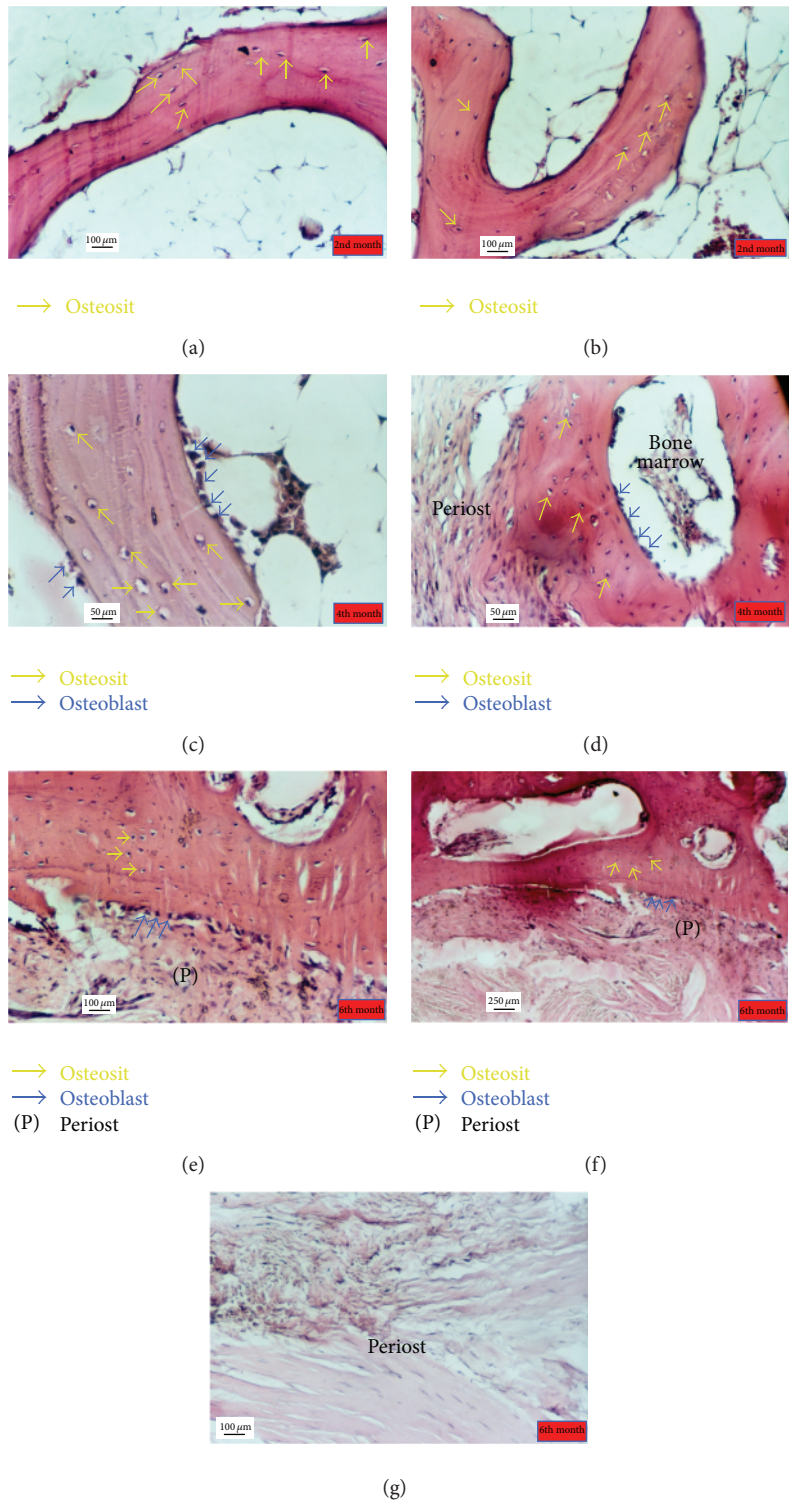 100 µm
2nd month
100 µm
2nd month
Osteosit
Osteosit
(a)
(b)
50 µm
4th month
Periost
Bone
marrow
50 µm
4th month
Osteosit
Osteoblast
Osteosit
Osteoblast
(c)
(d)
(P)
100 µm
6th month
(P)
250 µm
6th month
Osteosit
Osteoblast
(P) Periost
Osteosit
Osteoblast
(P) Periost
(e)
(f)
Periost
100 µm
6th month
(g)